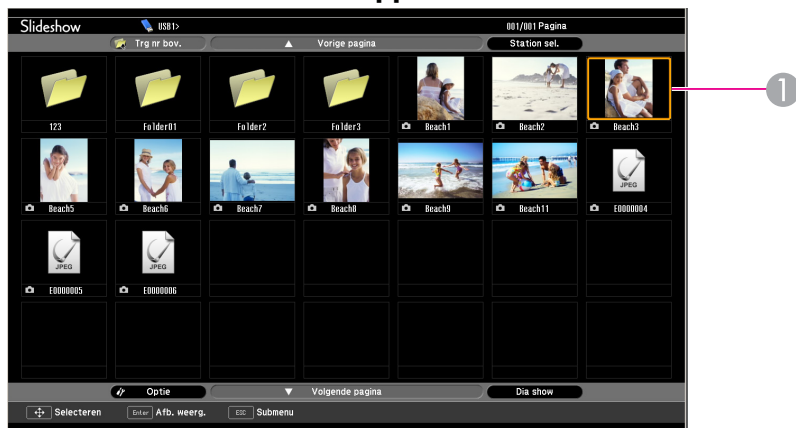 Slideshow USB1> 001/001 Pagina
Trg nr bov. Vorige pagina Station sel.
123 Folder01 Folder2 Folder3 Beach1 Beach2 Beach3
Beach5 Beach6 Beach7 Beach8 Beach9 Beach11 JPEG E0000004
JPEG JPEG
E0000005 E0000006
Optie Volgende pagina Dia show
Selecteren Enter Afb. weerg. ESC Submenu
1